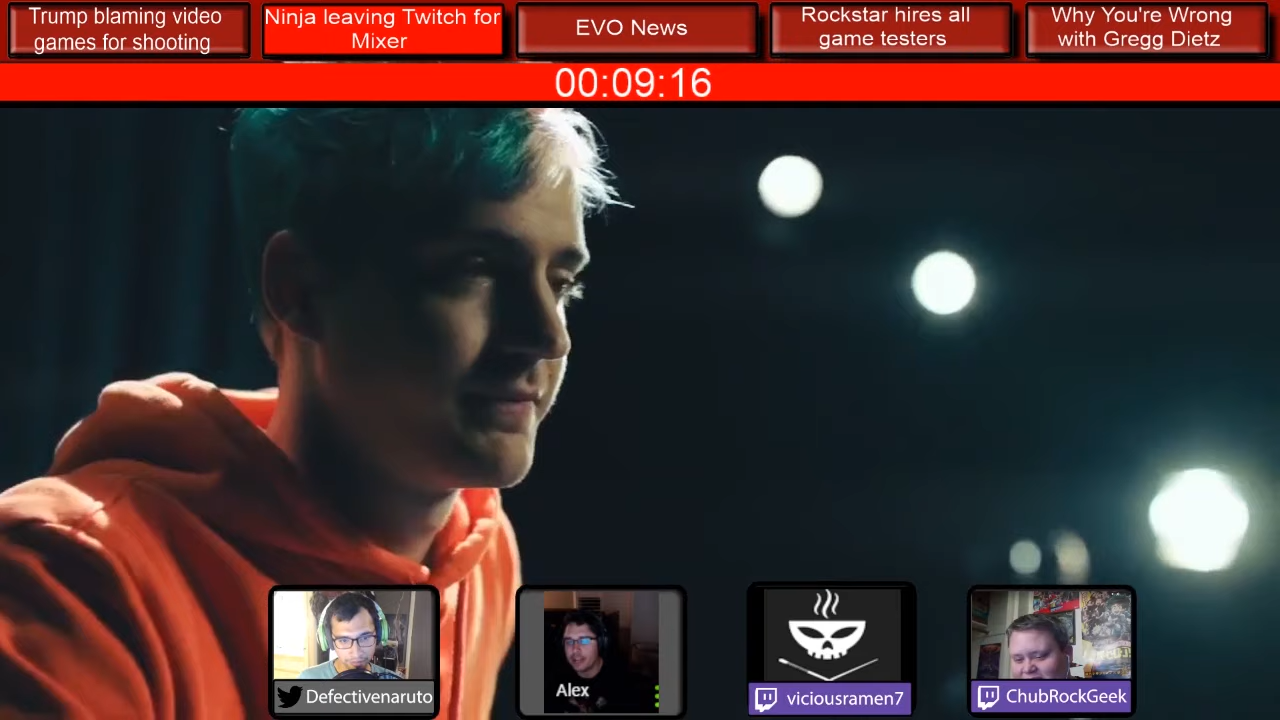 Trump blaming video
games for shooting
Ninja leaving Twitch for
Mixer
EVO News
Rockstar hires all
game testers
Why You're Wrong
with Gregg Dietz
00:09:16
Defectivenaruto
Alex
viciousramen7
ChubRockGeek